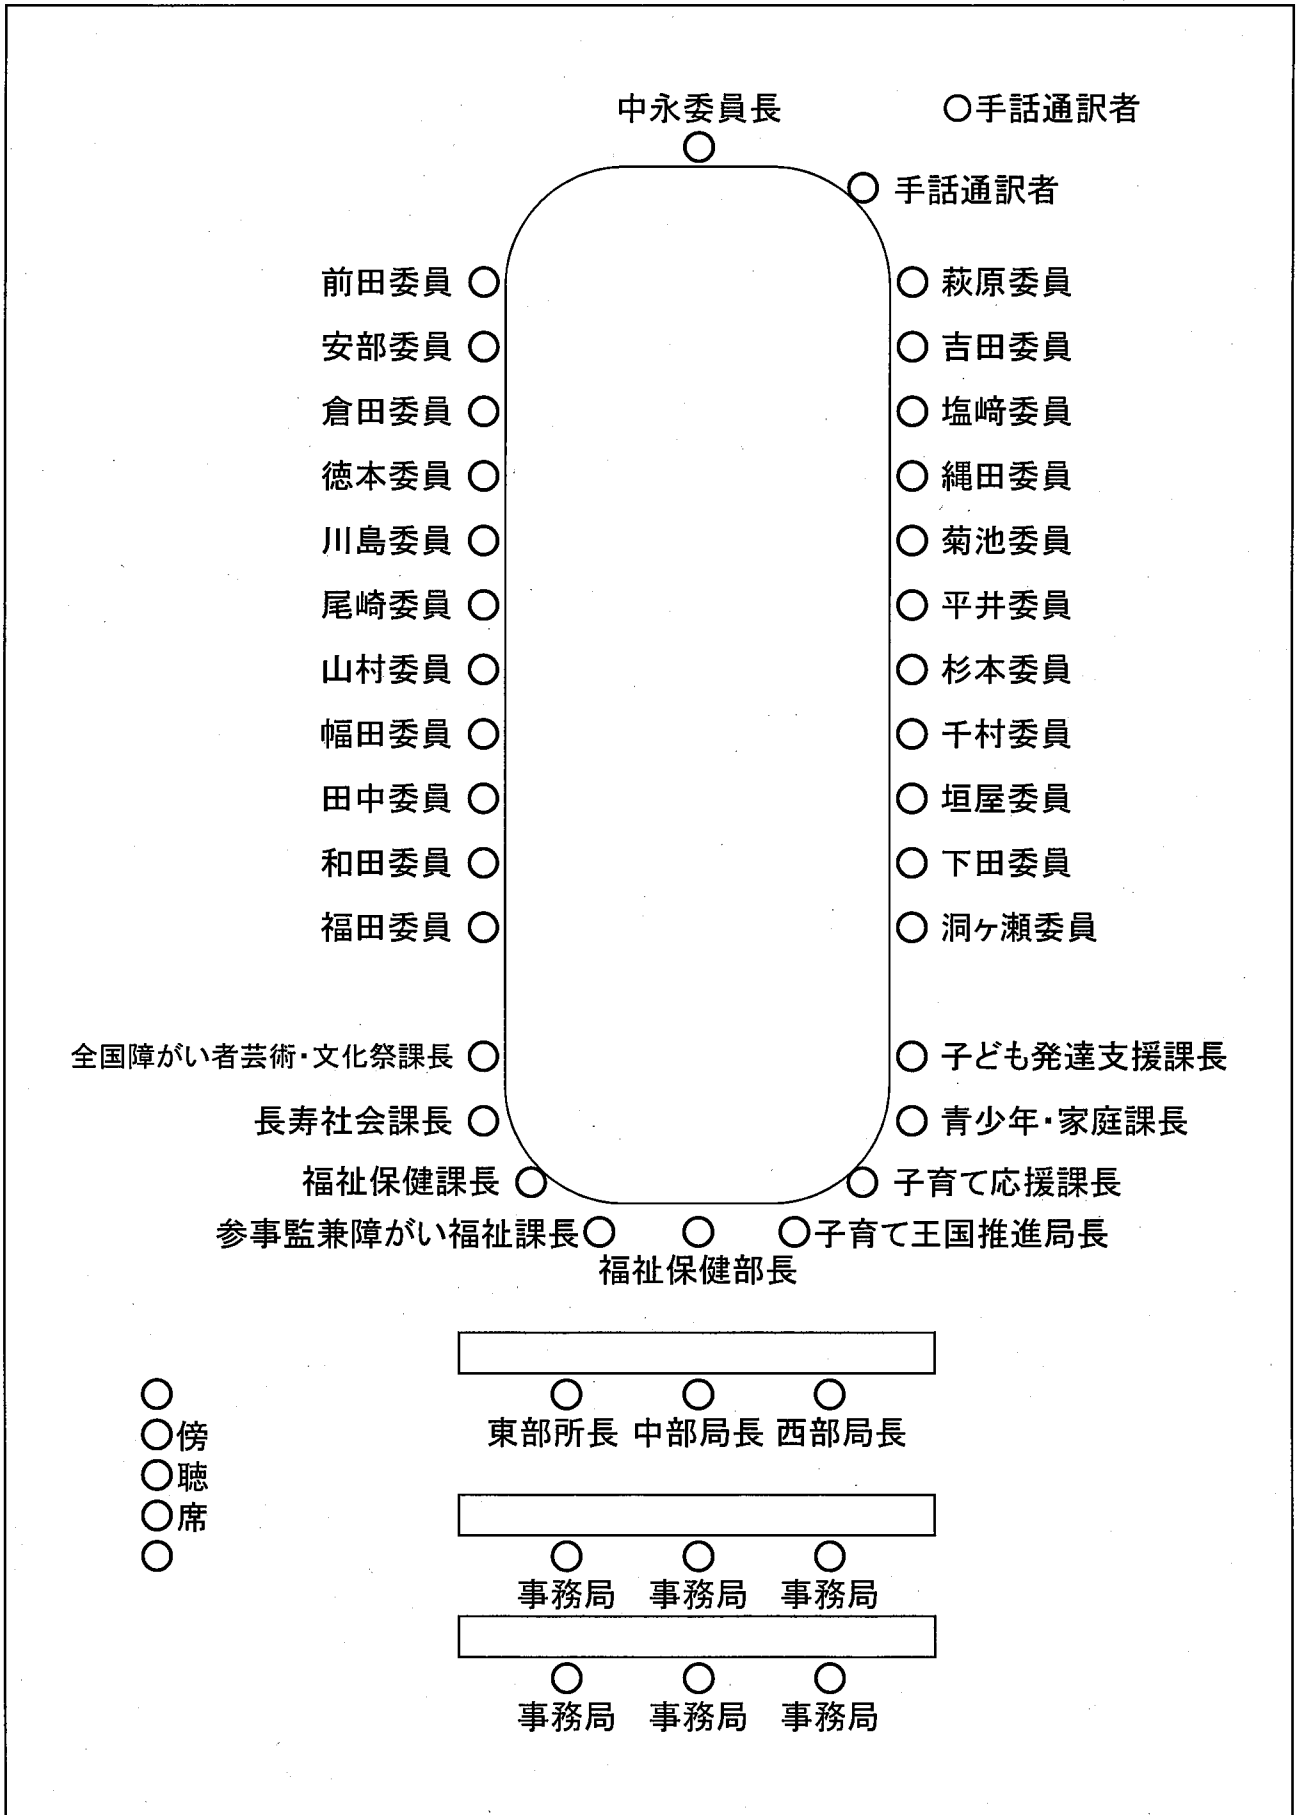 中永委員長 ○手話通訳者
○
○ 手話通訳者
前田委員 ○ ○ 萩原委員
安部委員 ○ ○ 吉田委員
倉田委員 ○ ○ 塩﨑委員
徳本委員 ○ ○ 縄田委員
川島委員 ○ ○ 菊池委員
尾崎委員 ○ ○ 平井委員
山村委員 ○ ○ 杉本委員
幅田委員 ○ ○ 千村委員
田中委員 ○ ○ 垣屋委員
和田委員 ○ ○ 下田委員
福田委員 ○ ○ 洞ヶ瀬委員
全国障がい者芸術・文化祭課長 ○ ○ 子ども発達支援課長
長寿社会課長 ○ ○ 青少年・家庭課長
福祉保健課長 ○ ○ 子育て応援課長
参事監兼障がい福祉課長○ ○ ○子育て王国推進局長
福祉保健部長
○ ○ ○ ○
東部所長 中部局長 西部局長
○傍
○聴
○席
○ ○ ○ ○
事務局 事務局 事務局
○ ○ ○
事務局 事務局 事務局